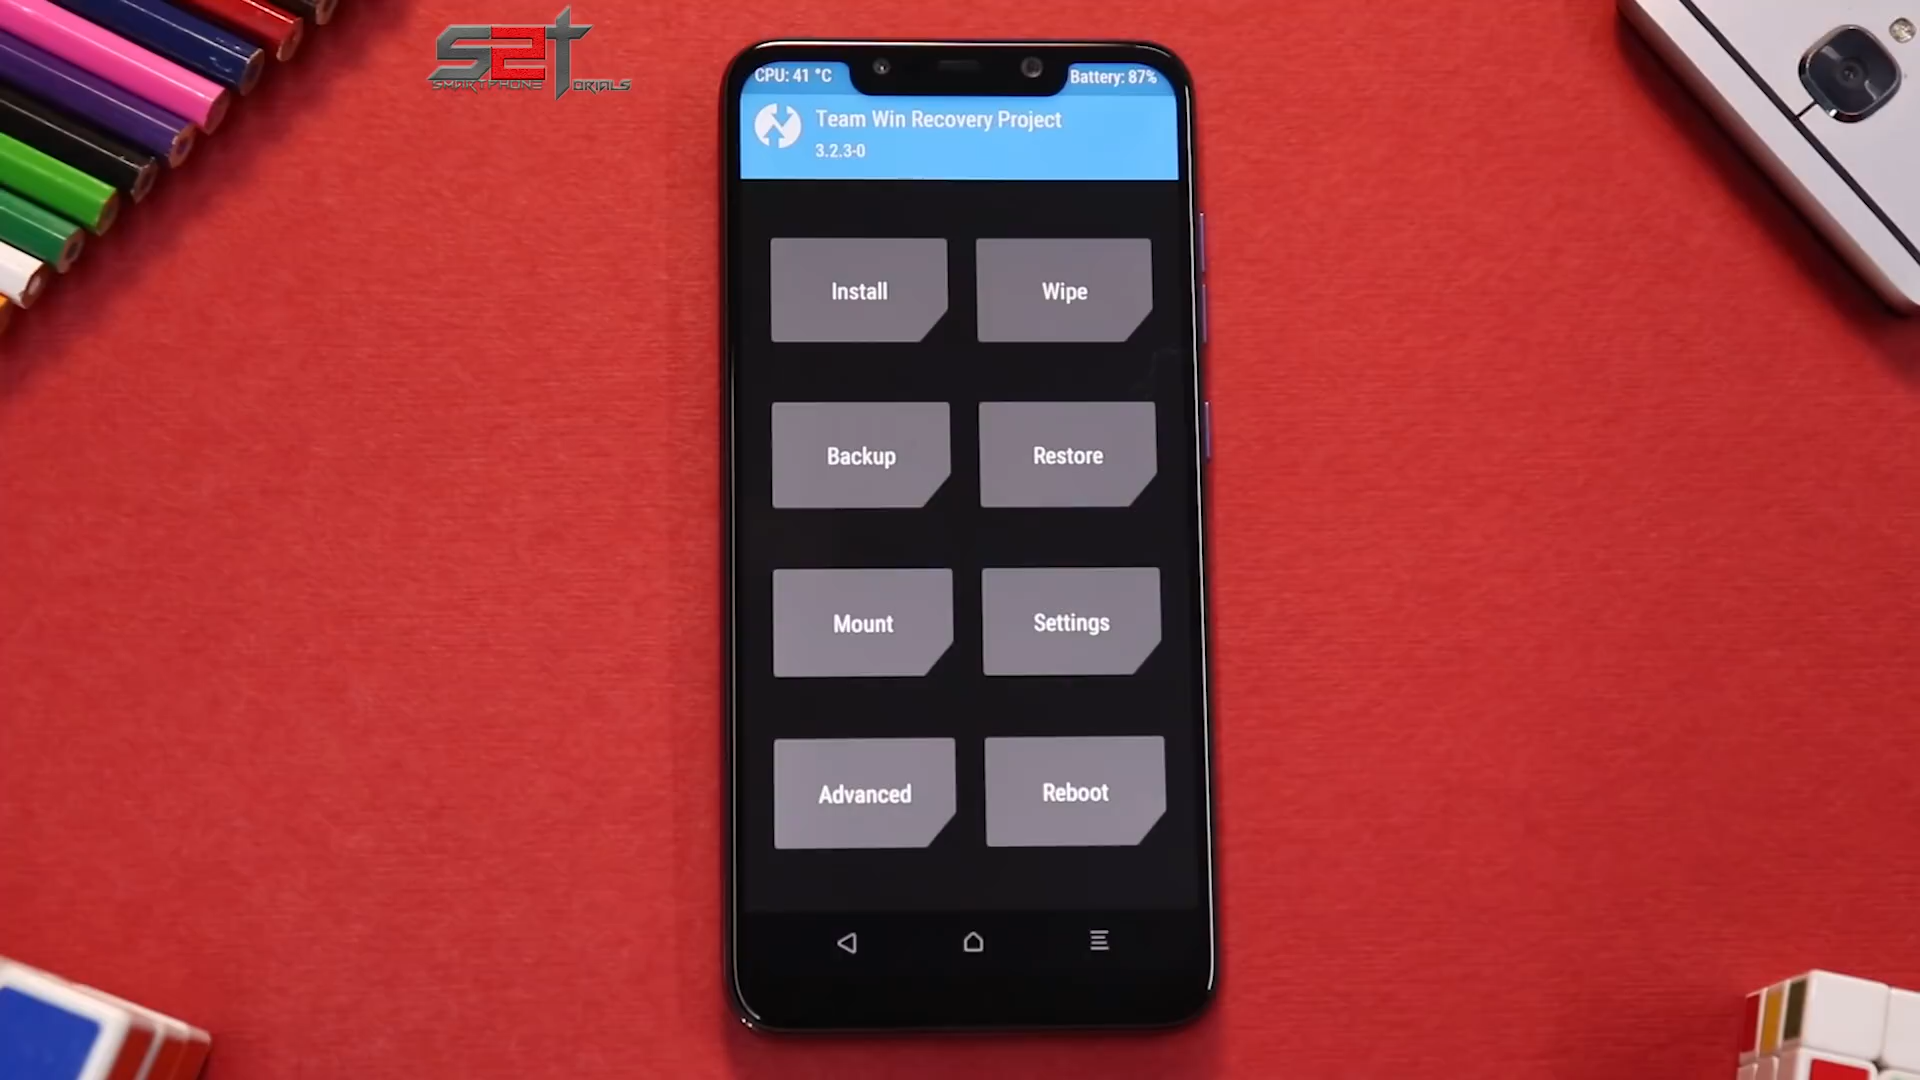 S2T
SMARTPHONE TORIALS
CPU: 41 °C
Battery: 87%
Team Win Recovery Project
3.2.3-0
Install
Wipe
Backup
Restore
Mount
Settings
Advanced
Reboot